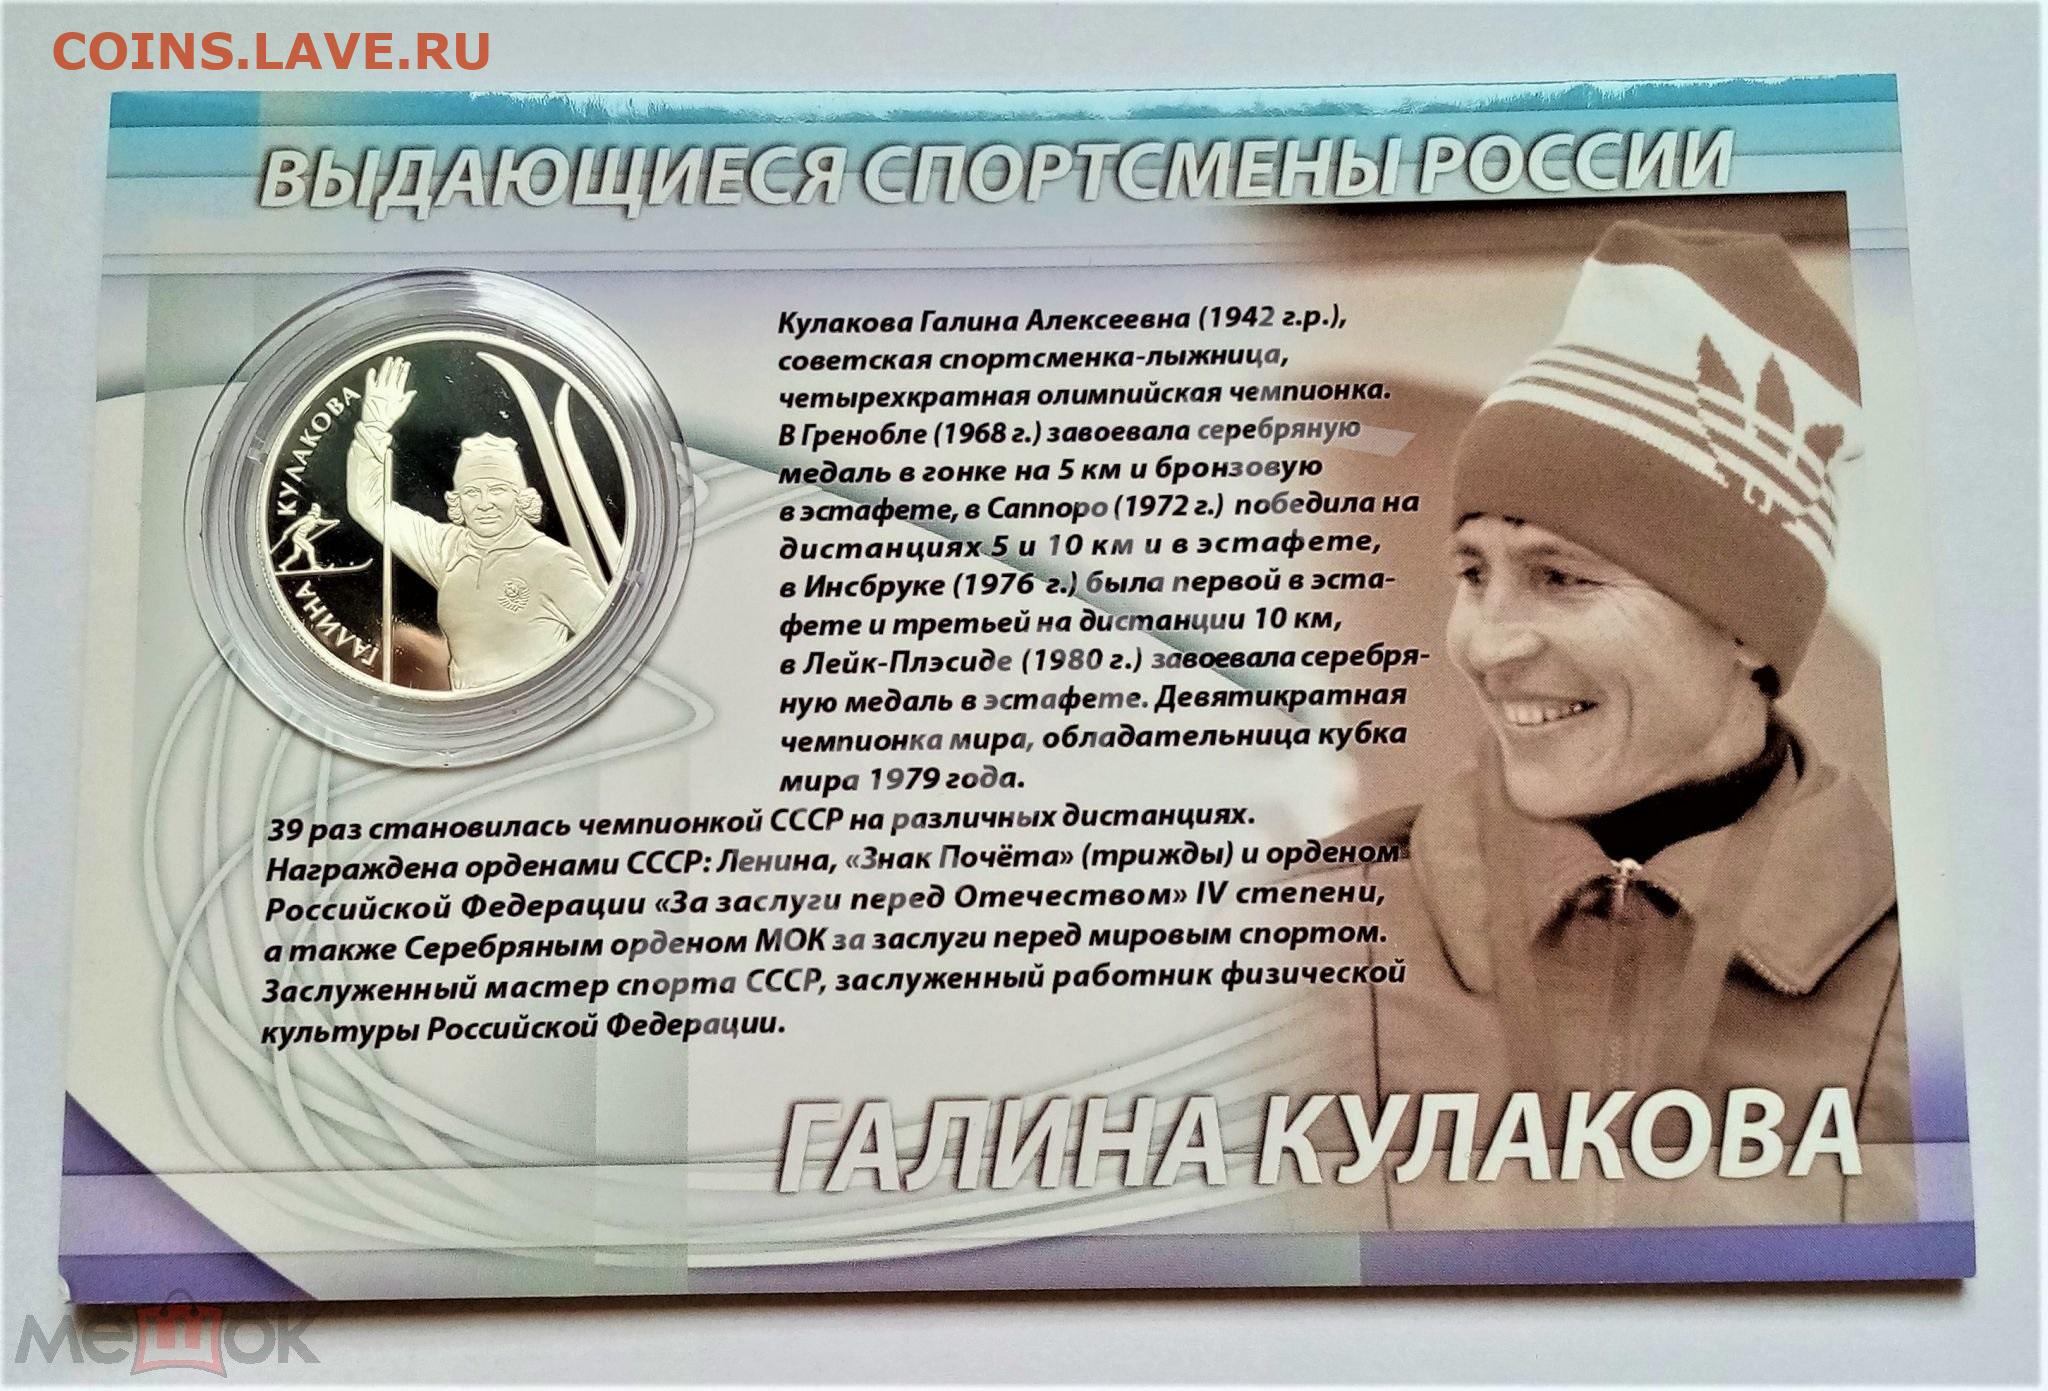 COINS.LAVE.RU
ВЫДАЮЩИЕСЯ СПОРТСМЕНЫ РОССИИ
ГАЛИНА КУЛАКОВА
Кулакова Галина Алексеевна (1942 г.р.),
советская спортсменка-лыжница,
четырехкратная олимпийская чемпионка.
В Гренобле (1968 г.) завоевала серебряную
медаль в гонке на 5 км и бронзовую
в эстафете, в Саппоро (1972 г.) победила на
дистанциях 5 и 10 км и в эстафете,
в Инсбруке (1976 г.) была первой в эста-
фете и третьей на дистанции 10 км,
в Лейк-Плэсиде (1980 г.) завоевала серебря-
ную медаль в эстафете. Девятикратная
чемпионка мира, обладательница кубка
мира 1979 года.
39 раз становилась чемпионкой СССР на различных дистанциях.
Награждена орденами СССР: Ленина, «Знак Почёта» (трижды) и орденом
Российской Федерации «За заслуги перед Отечеством» IV степени,
а также Серебряным орденом МОК за заслуги перед мировым спортом.
Заслуженный мастер спорта СССР, заслуженный работник физической
культуры Российской Федерации.
ГАЛИНА КУЛАКОВА
мешок